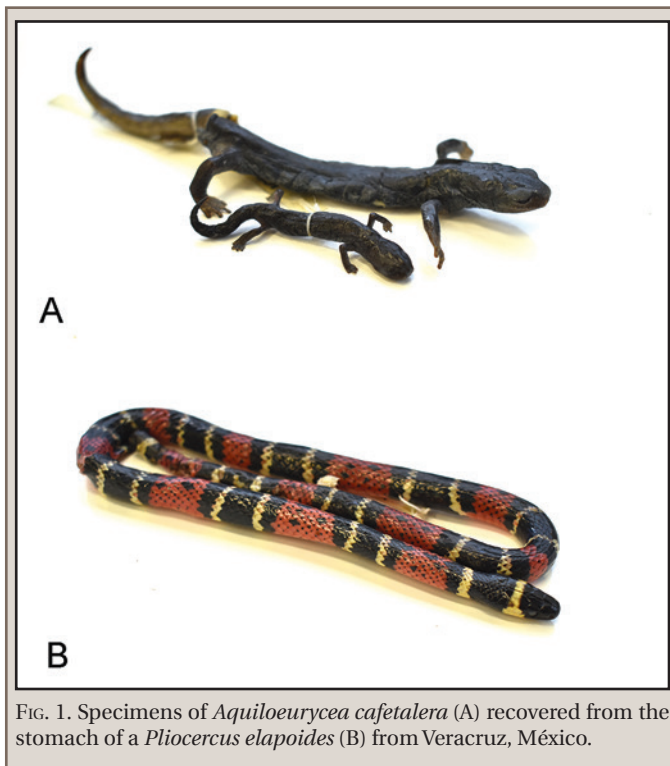 A
B
FIG. 1. Specimens of Aquiloeurycea cafetalera (A) recovered from the
stomach of a Pliocercus elapoides (B) from Veracruz, México.